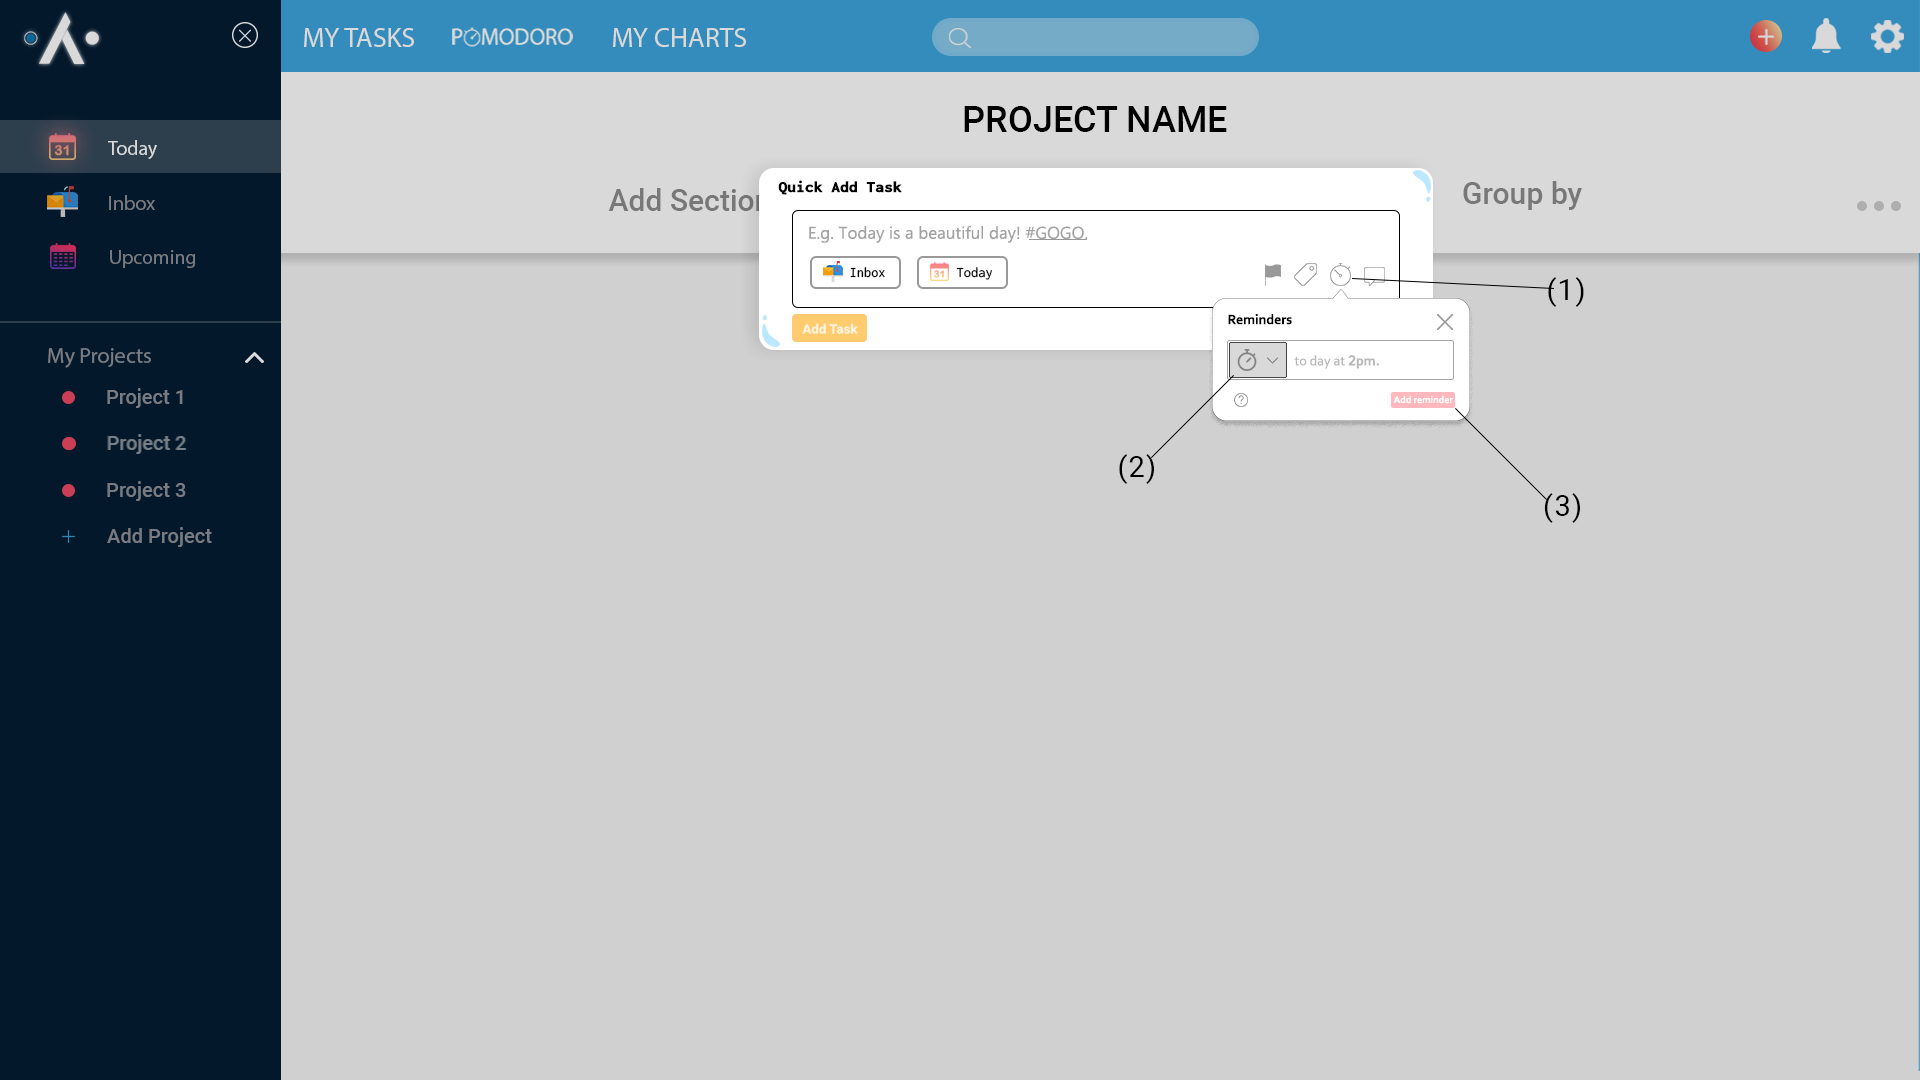 MY TASKS
POMODORO
MY CHARTS
PROJECT NAME
Today
Inbox
Upcoming
My Projects
Project 1
Project 2
Project 3
Add Project
Add Section
Group by
Quick Add Task
E.g. Today is a beautiful day! #GOGO.
Inbox
31 Today
Add Task
(1)
Reminders
to day at 2pm.
Add reminder
(2)
(3)
31